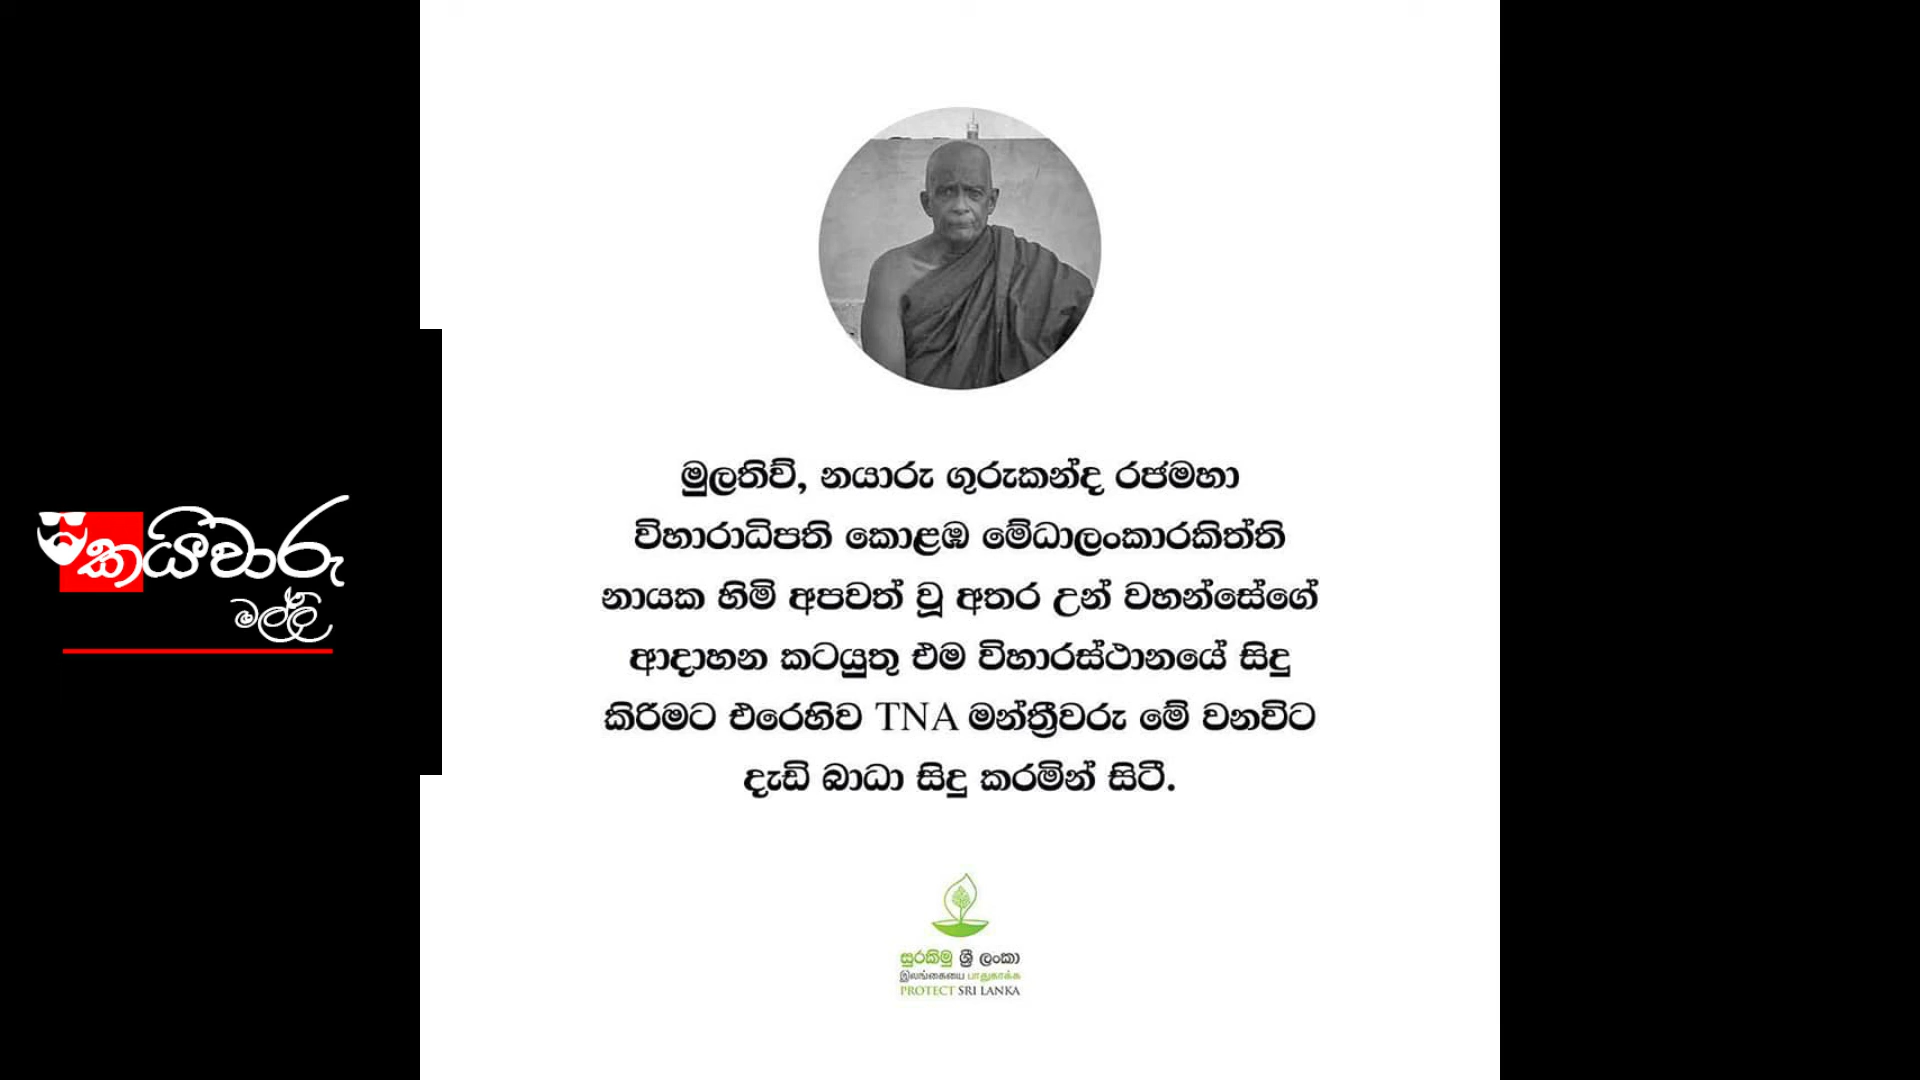 කයිවාරු
මල්ලි
මුලතිව්, නයාරු ගුරුකන්ද රජමහා
විහාරාධිපති කොළඹ මේධාලංකාරකිත්ති
නායක හිමි අපවත් වූ අතර උන් වහන්සේගේ
ආදාහන කටයුතු එම විහාරස්ථානයේ සිදු
කිරීමට එරෙහිව TNA මන්ත්‍රීවරු මේ වනවිට
දැඩි බාධා සිදු කරමින් සිටී.
සුරකිමු ශ්‍රී ලංකා
இலங்கையை பாதுகாக்க
PROTECT SRI LANKA